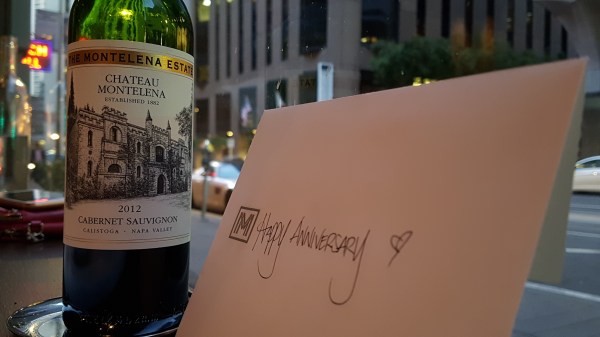 THE MONTELENA ESTATE
CHATEAU
MONTELENA
ESTABLISHED 1882
2012
CABERNET SAUVIGNON
CALISTOGA - NAPA VALLEY
M Happy Anniversary